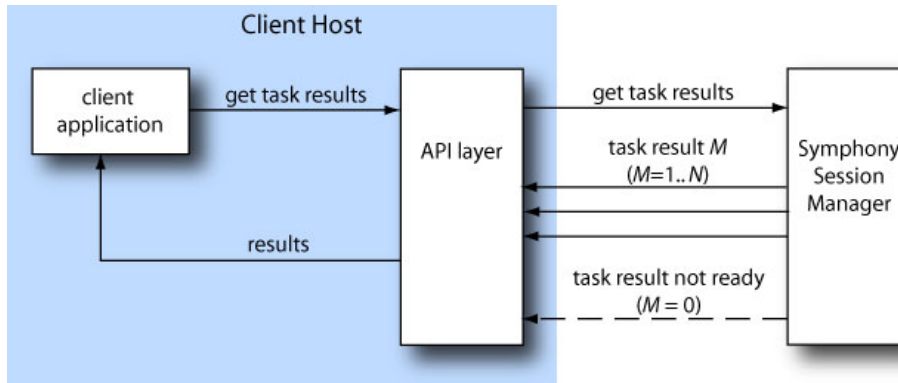 Client Host
client
application
get task results
API layer
get task results
task result M
(M=1..N)
Symphony
Session
Manager
results
task result not ready
(M = 0)